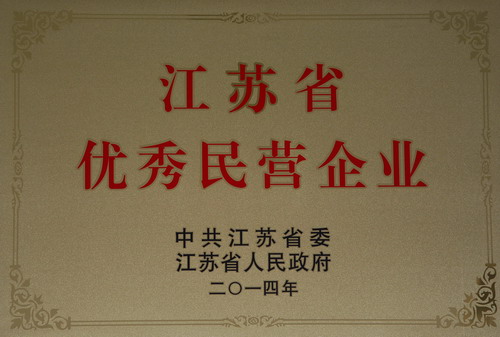 江苏省
优秀民营企业
中共江苏省委
江苏省人民政府
二〇一四年